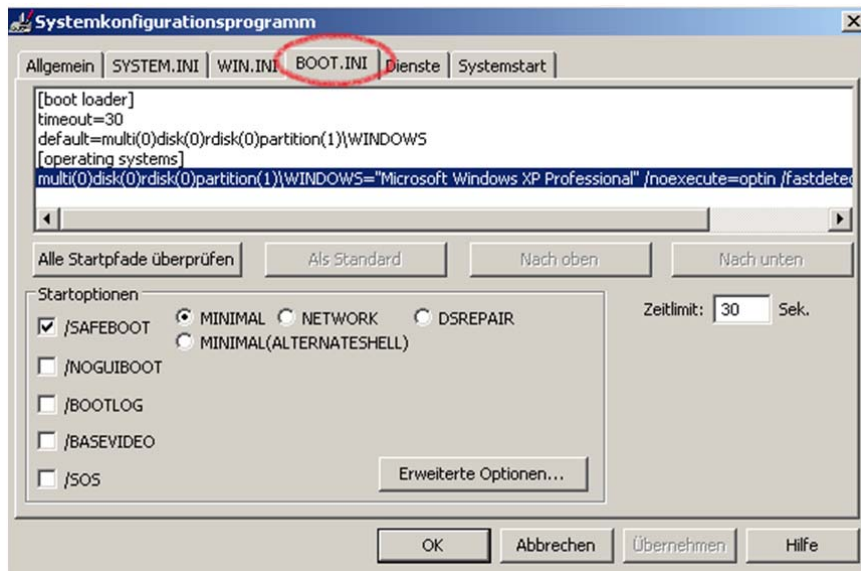 Systemkonfigurationsprogramm
Allgemein SYSTEM.INI WIN.INI BOOT.INI Dienste Systemstart
[boot loader]
timeout=30
default=multi(0)disk(0)rdisk(0)partition(1)\WINDOWS
[operating systems]
multi(0)disk(0)rdisk(0)partition(1)\WINDOWS="Microsoft Windows XP Professional" /noexecute=optin /fastdetec
Alle Startpfade überprüfen Als Standard Nach oben Nach unten
Startoptionen
Zeitlimit: 30 Sek.
/SAFEBOOT MINIMAL NETWORK DSREPAIR
MINIMAL(ALTERNATESHELL)
/NOGUIBOOT
/BOOTLOG
/BASEVIDEO
/SOS
Erweiterte Optionen...
OK Abbrechen Übernehmen Hilfe